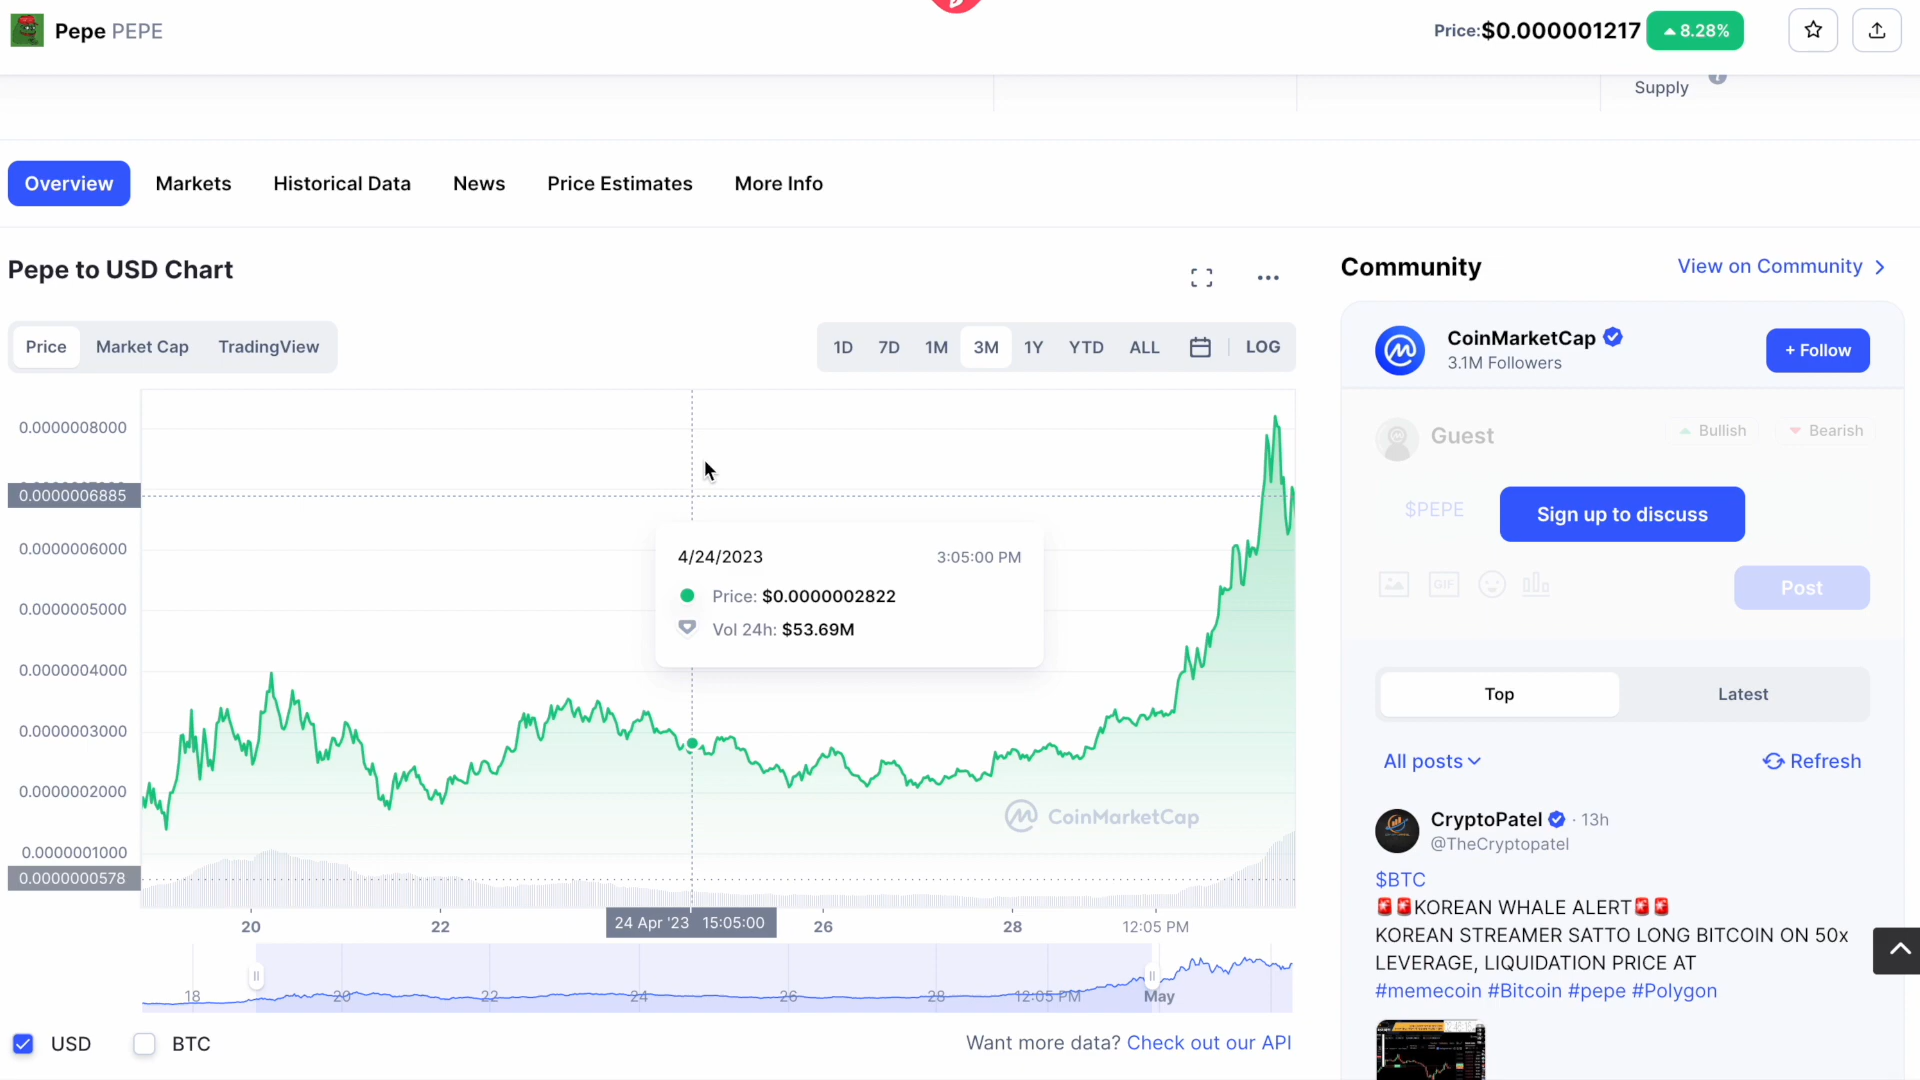 Pepe PEPE
Price:$0.000001217 8.28%
Supply
Overview Markets Historical Data News Price Estimates More Info
Pepe to USD Chart
Price Market Cap TradingView
1D 7D 1M 3M 1Y YTD ALL LOG
0.0000008000
0.0000006885
0.0000006000
0.0000005000
0.0000004000
0.0000003000
0.0000002000
0.0000001000
0.0000000578
4/24/2023 3:05:00 PM
Price: $0.0000002822
Vol 24h: $53.69M
CoinMarketCap
20 22 24 Apr '23 15:05:00 26 28 12:05 PM
18 20 22 24 26 28 12:05 PM May
USD BTC
Want more data? Check out our API
Community View on Community
CoinMarketCap
3.1M Followers
+ Follow
Guest Bullish Bearish
$PEPE
Sign up to discuss
GIF
Post
Top Latest
All posts Refresh
CryptoPatel · 13h
@TheCryptopatel
$BTC
🚨🚨KOREAN WHALE ALERT🚨🚨
KOREAN STREAMER SATTO LONG BITCOIN ON 50x
LEVERAGE, LIQUIDATION PRICE AT
#memecoin #Bitcoin #pepe #Polygon